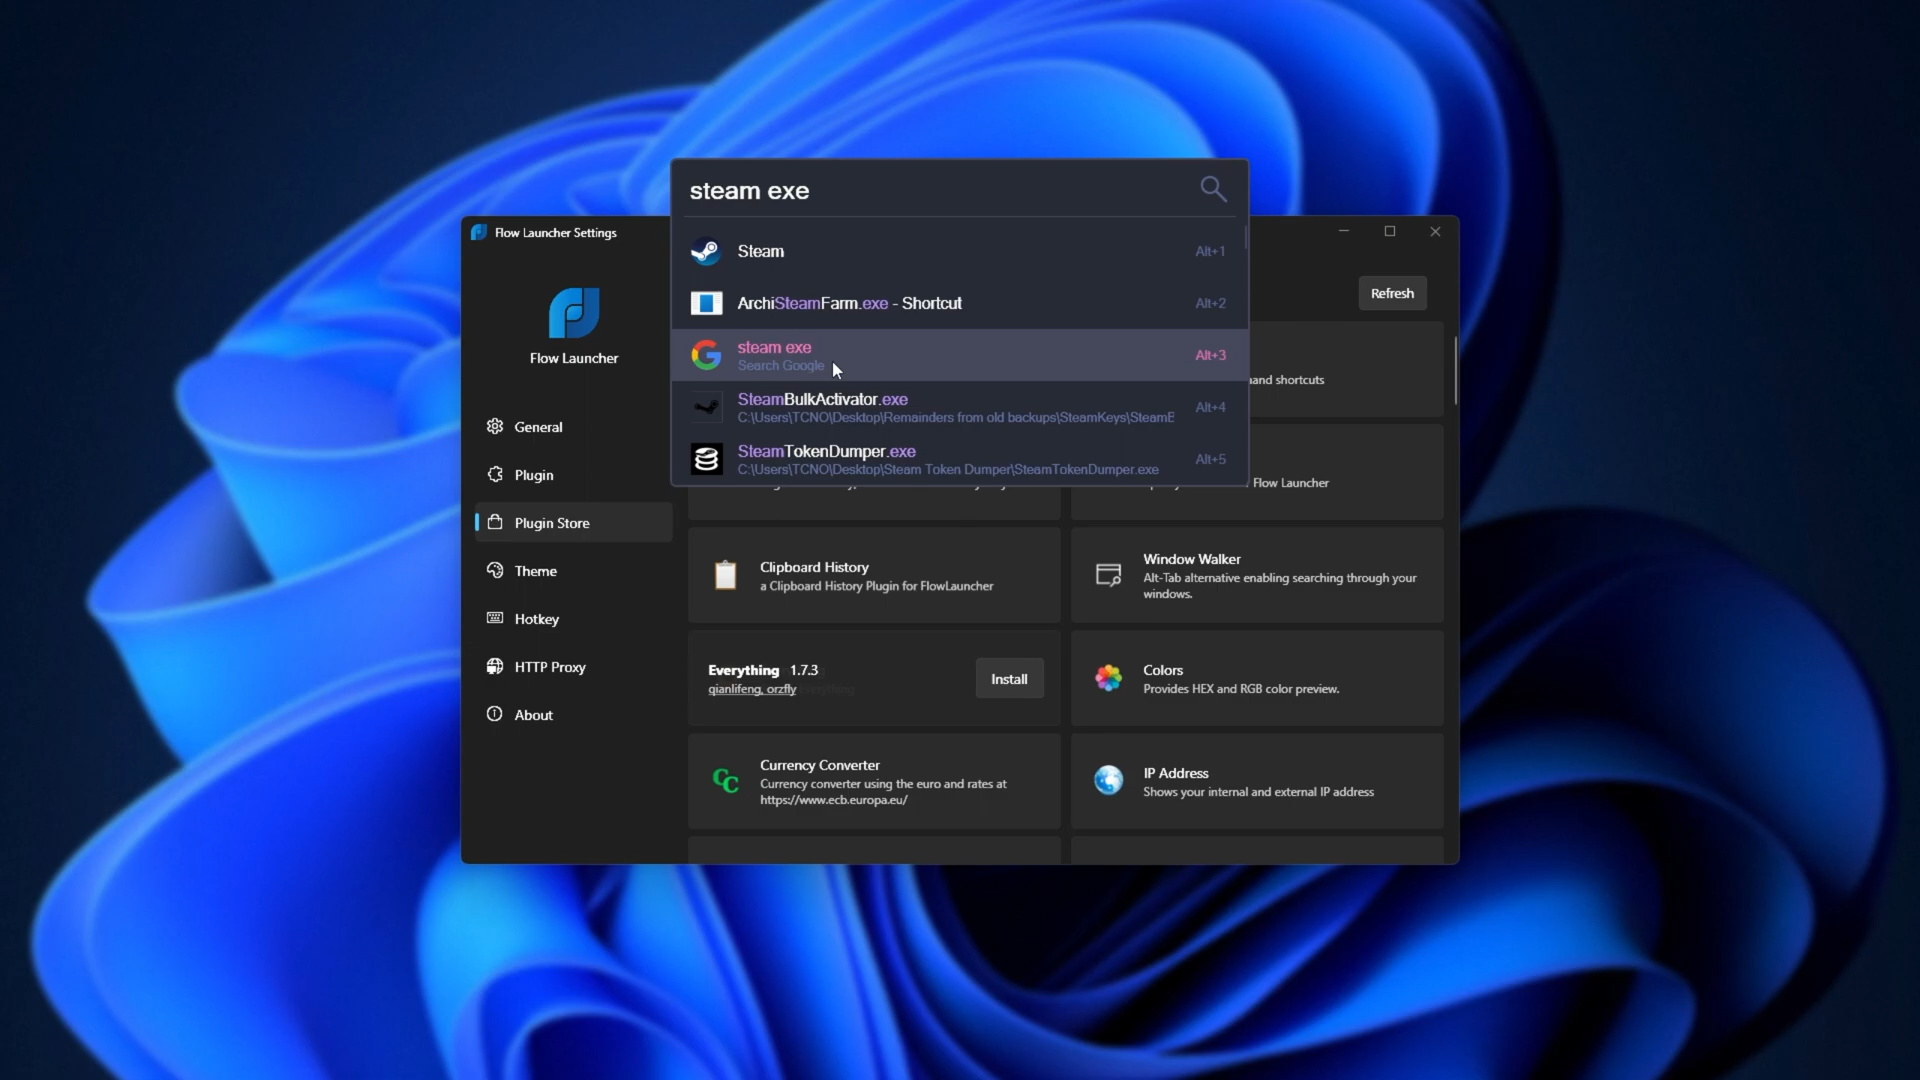 steam exe
Steam
Alt+1
ArchiSteamFarm.exe - Shortcut
Alt+2
steam exe
Search Google
Alt+3
SteamBulkActivator.exe
C:\Users\TCNO\Desktop\Remainders from old backups\SteamKeys\SteamB
Alt+4
SteamTokenDumper.exe
C:\Users\TCNO\Desktop\Steam Token Dumper\SteamTokenDumper.exe
Alt+5
Flow Launcher Settings
Flow Launcher
General
Plugin
Plugin Store
Theme
Hotkey
HTTP Proxy
About
Refresh
and shortcuts
Flow Launcher
Clipboard History
a Clipboard History Plugin for FlowLauncher
Window Walker
Alt-Tab alternative enabling searching through your
windows.
Everything 1.7.3
qianlifeng, orzfly
Install
Colors
Provides HEX and RGB color preview.
Currency Converter
Currency converter using the euro and rates at
https://www.ecb.europa.eu/
IP Address
Shows your internal and external IP address